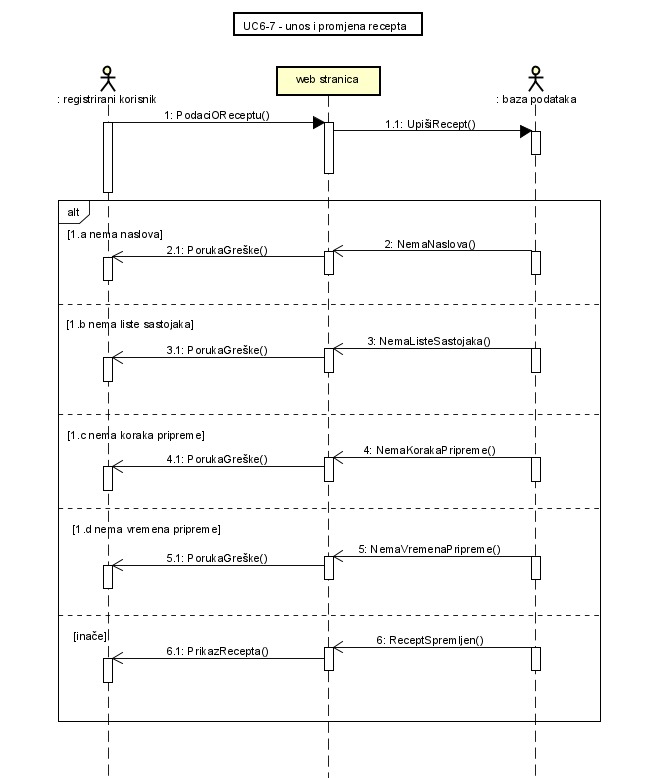 UC6-7 - unos i promjena recepta
: registrirani korisnik
web stranica
: baza podataka
1: PodaciOReceptu()
1.1: UpišiRecept()
alt
[1.a nema naslova]
2: NemaNaslova()
2.1: PorukaGreške()
[1.b nema liste sastojaka]
3: NemaListeSastojaka()
3.1: PorukaGreške()
[1.c nema koraka pripreme]
4: NemaKorakaPripreme()
4.1: PorukaGreške()
[1.d nema vremena pripreme]
5: NemaVremenaPripreme()
5.1: PorukaGreške()
[inače]
6: ReceptSpremljen()
6.1: PrikazRecepta()